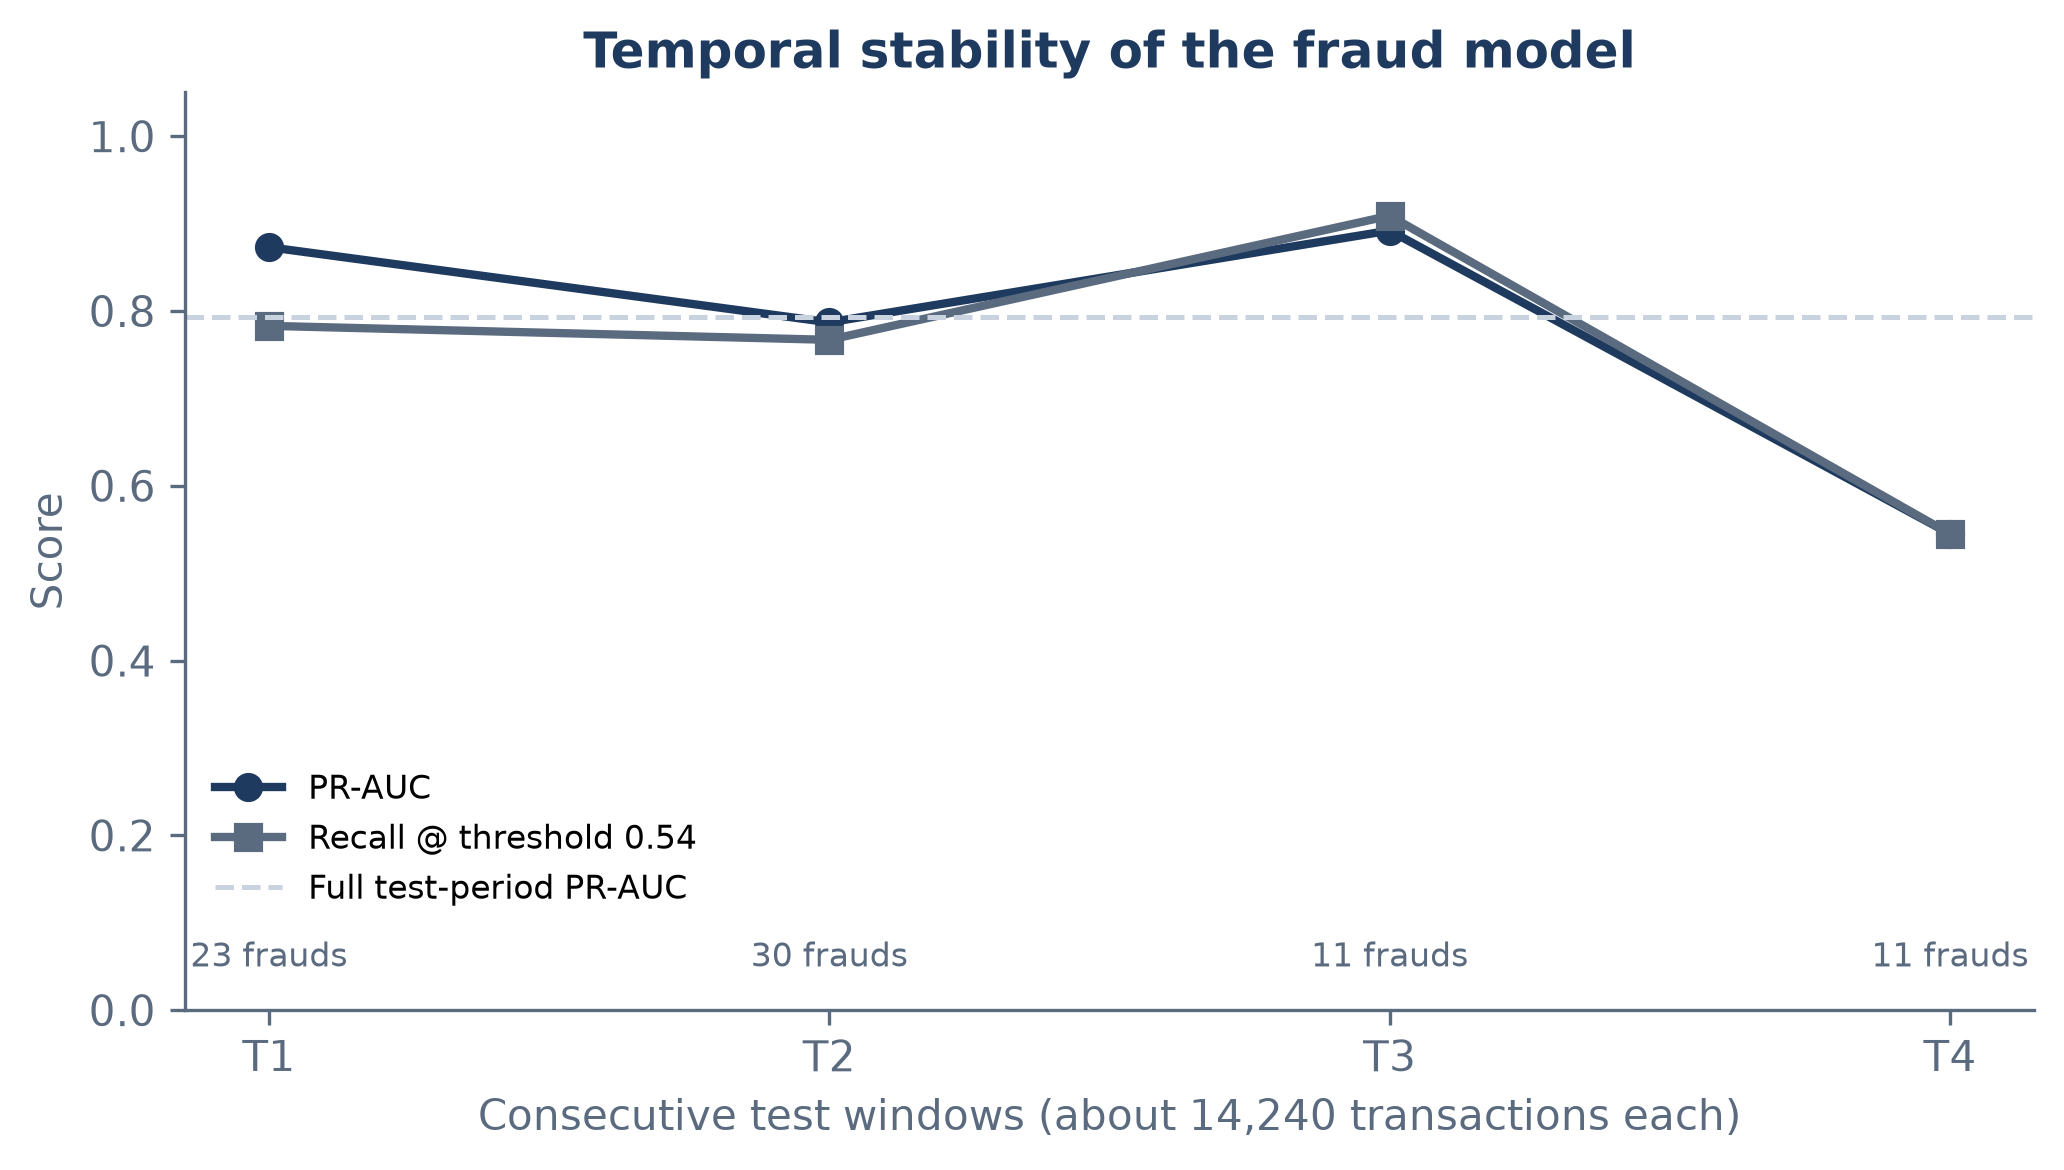 Temporal stability of the fraud model
1.0
0.8
0.6
0.4
0.2
0.0
Score
PR-AUC
Recall @ threshold 0.54
Full test-period PR-AUC
23 frauds
30 frauds
11 frauds
11 frauds
T1
T2
T3
T4
Consecutive test windows (about 14,240 transactions each)